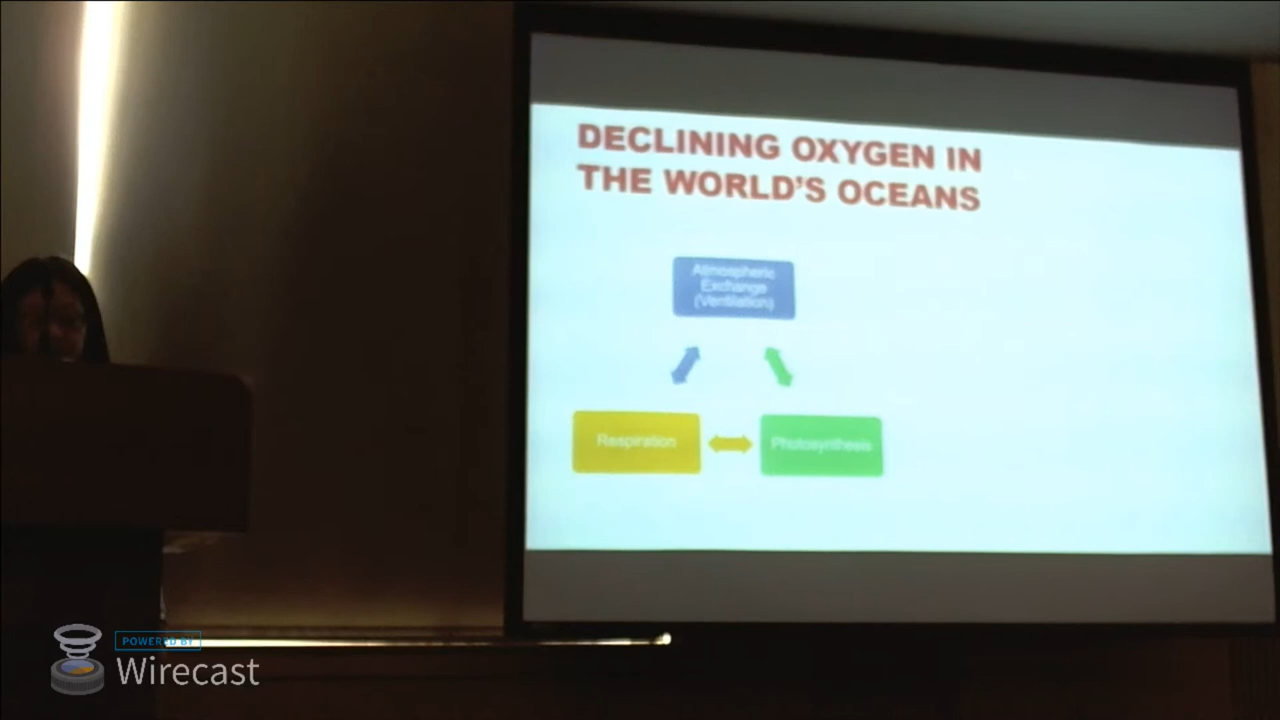 DECLINING OXYGEN IN
THE WORLD'S OCEANS
Atmospheric
Exchange
(Ventilation)
Respiration
Photosynthesis
POWERED BY
Wirecast